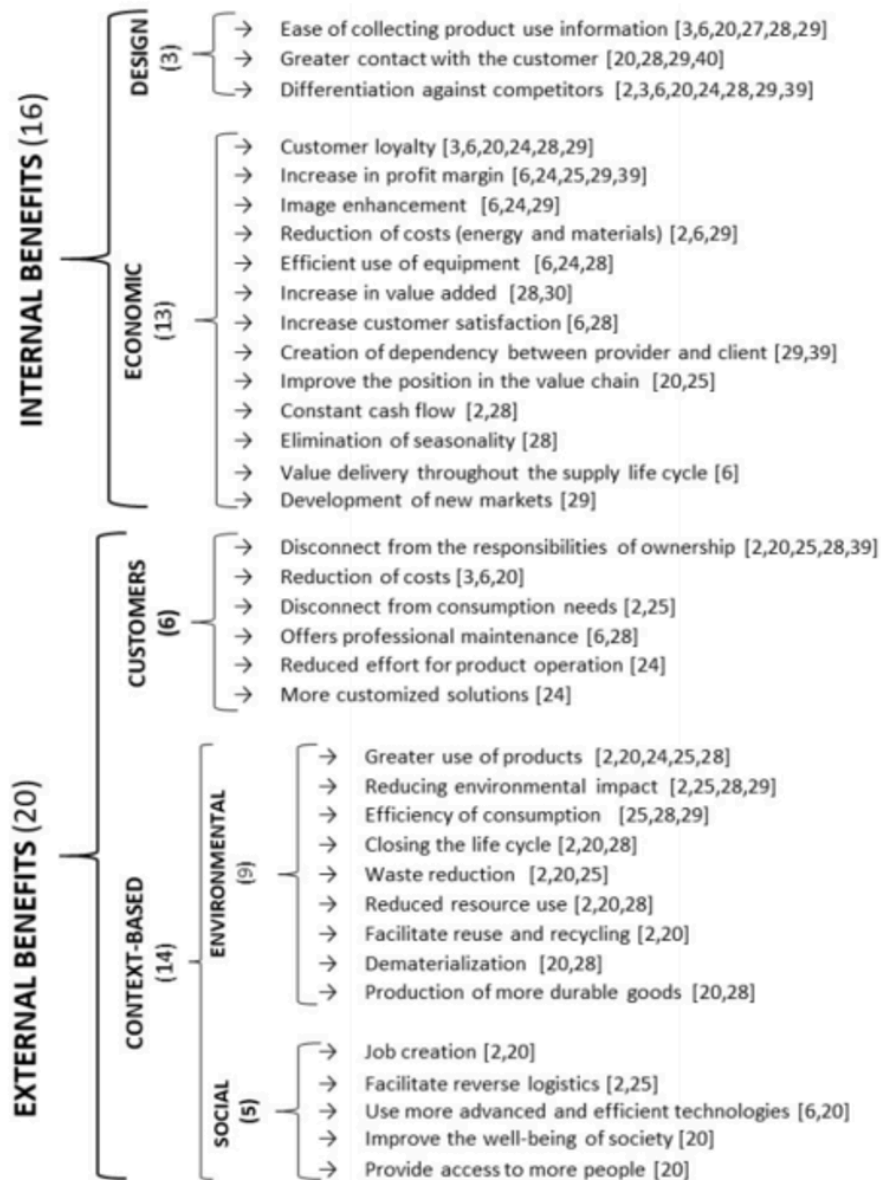 INTERNAL BENEFITS (16)
DESIGN
(3)
→ Ease of collecting product use information [3,6,20,27,28,29]
→ Greater contact with the customer [20,28,29,40]
→ Differentiation against competitors [2,3,6,20,24,28,29,39]
ECONOMIC
(13)
→ Customer loyalty [3,6,20,24,28,29]
→ Increase in profit margin [6,24,25,29,39]
→ Image enhancement [6,24,29]
→ Reduction of costs (energy and materials) [2,6,29]
→ Efficient use of equipment [6,24,28]
→ Increase in value added [28,30]
→ Increase customer satisfaction [6,28]
→ Creation of dependency between provider and client [29,39]
→ Improve the position in the value chain [20,25]
→ Constant cash flow [2,28]
→ Elimination of seasonality [28]
→ Value delivery throughout the supply life cycle [6]
→ Development of new markets [29]
EXTERNAL BENEFITS (20)
CUSTOMERS
(6)
→ Disconnect from the responsibilities of ownership [2,20,25,28,39]
→ Reduction of costs [3,6,20]
→ Disconnect from consumption needs [2,25]
→ Offers professional maintenance [6,28]
→ Reduced effort for product operation [24]
→ More customized solutions [24]
CONTEXT-BASED
(14)
ENVIRONMENTAL
(9)
→ Greater use of products [2,20,24,25,28]
→ Reducing environmental impact [2,25,28,29]
→ Efficiency of consumption [25,28,29]
→ Closing the life cycle [2,20,28]
→ Waste reduction [2,20,25]
→ Reduced resource use [2,20,28]
→ Facilitate reuse and recycling [2,20]
→ Dematerialization [20,28]
→ Production of more durable goods [20,28]
SOCIAL
(5)
→ Job creation [2,20]
→ Facilitate reverse logistics [2,25]
→ Use more advanced and efficient technologies [6,20]
→ Improve the well-being of society [20]
→ Provide access to more people [20]